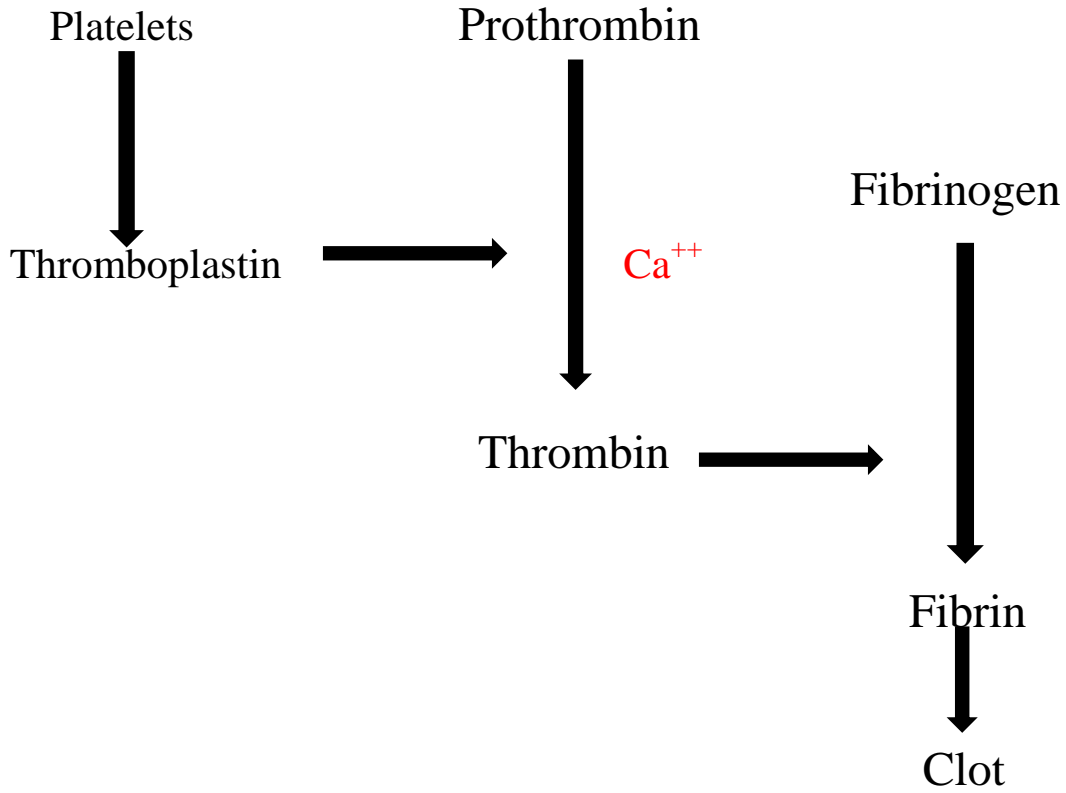 Platelets
Prothrombin
Fibrinogen
Thromboplastin
Ca⁺⁺
Thrombin
Fibrin
Clot